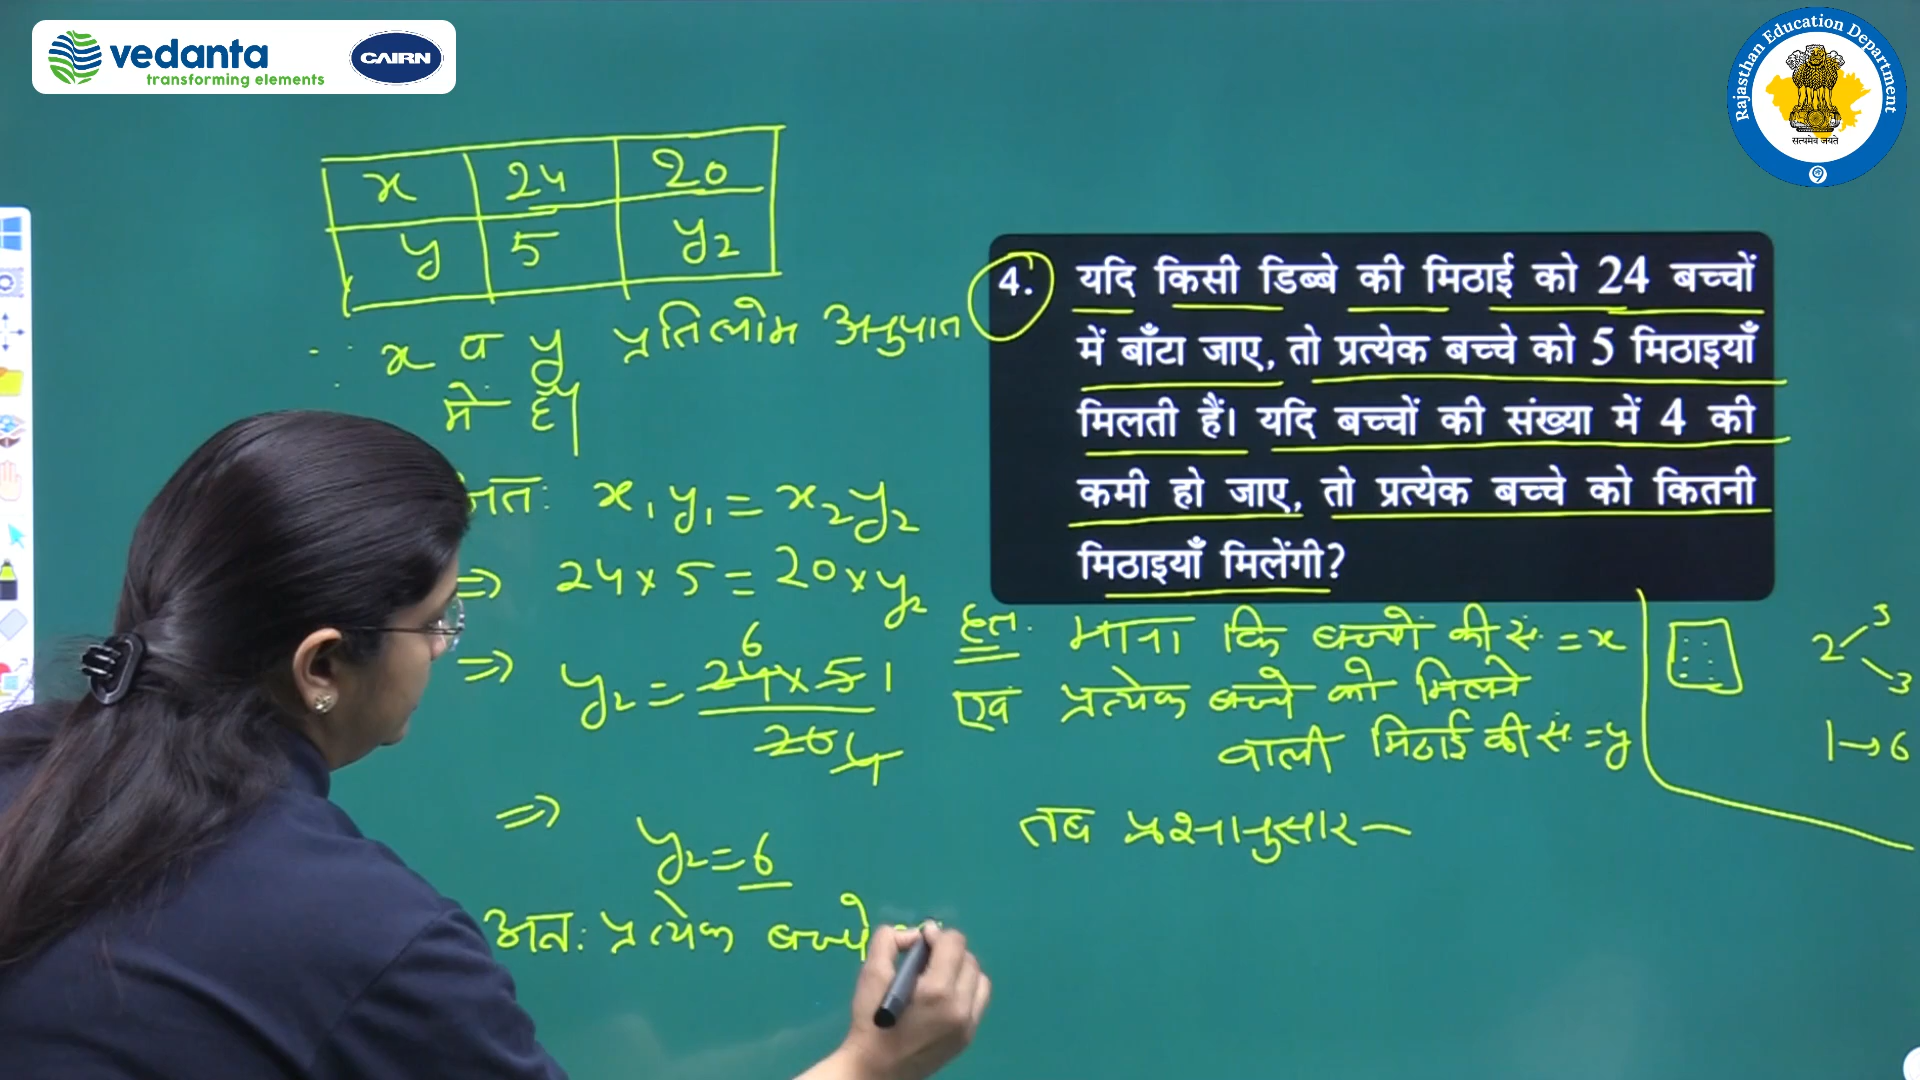 vedanta
transforming elements
CAIRN
Rajasthan Education Department
सत्यमेव जयते
x 24 20
y 5 y₂
∵ x व y प्रतिलोम अनुपात
में है।
अतः x₁y₁ = x₂y₂
⇒ 24 × 5 = 20 × y₂
⇒ y₂ = 24 × 5 / 20
6 1 4
⇒ y₂ = 6
अतः प्रत्येक बच्चे
4. यदि किसी डिब्बे की मिठाई को 24 बच्चों
में बाँटा जाए, तो प्रत्येक बच्चे को 5 मिठाइयाँ
मिलती हैं। यदि बच्चों की संख्या में 4 की
कमी हो जाए, तो प्रत्येक बच्चे को कितनी
मिठाइयाँ मिलेंगी?
हल: माना कि बच्चों की सं. = x
एवं प्रत्येक बच्चे को मिलने
वाली मिठाई की सं. = y
तब प्रश्नानुसार –
2 3
3
1 → 6